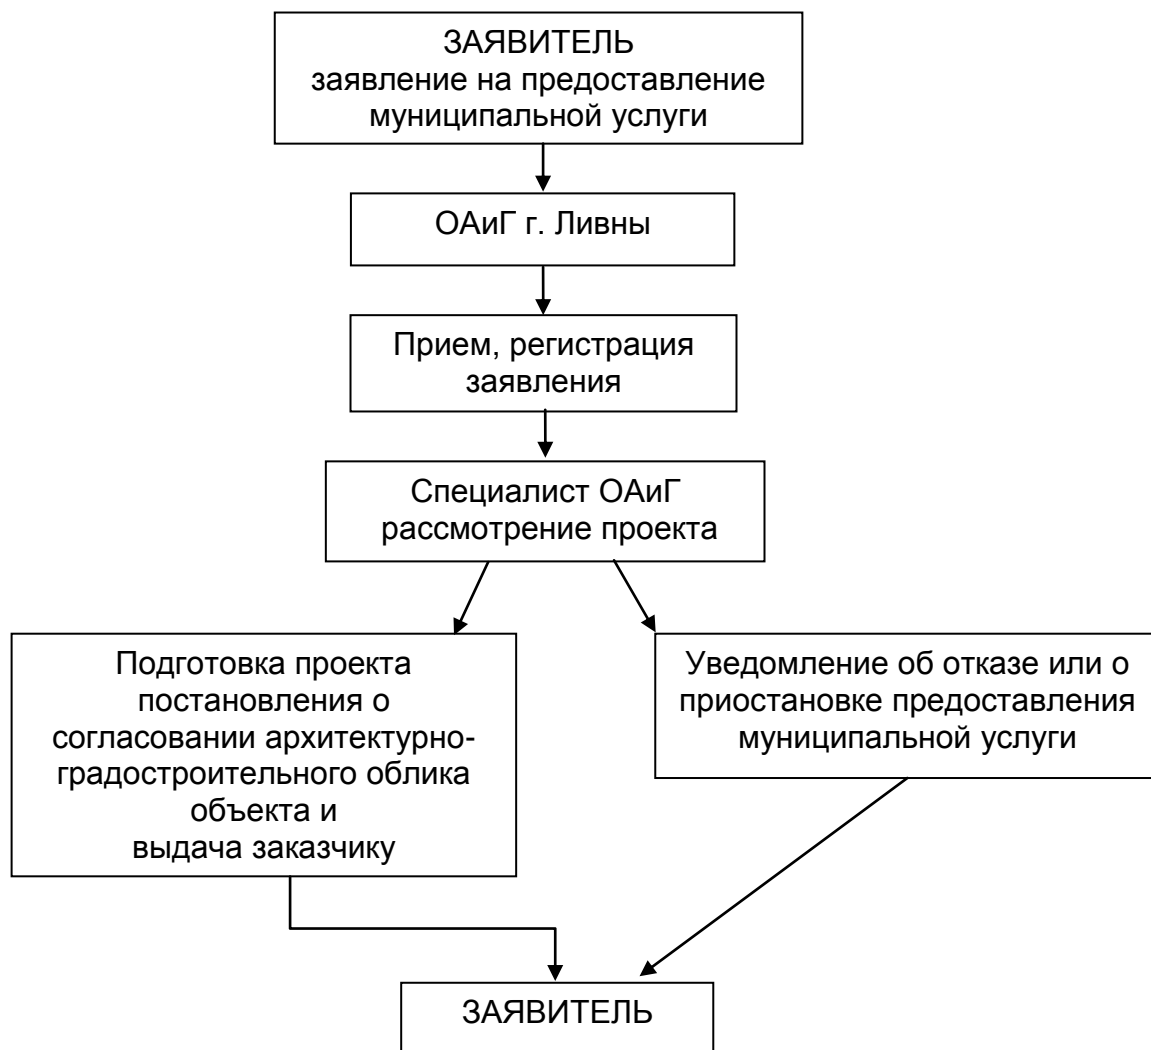 ЗАЯВИТЕЛЬ
заявление на предоставление
муниципальной услуги
ОАиГ г. Ливны
Прием, регистрация
заявления
Специалист ОАиГ
рассмотрение проекта
Подготовка проекта
постановления о
согласовании архитектурно-
градостроительного облика
объекта и
выдача заказчику
Уведомление об отказе или о
приостановке предоставления
муниципальной услуги
ЗАЯВИТЕЛЬ